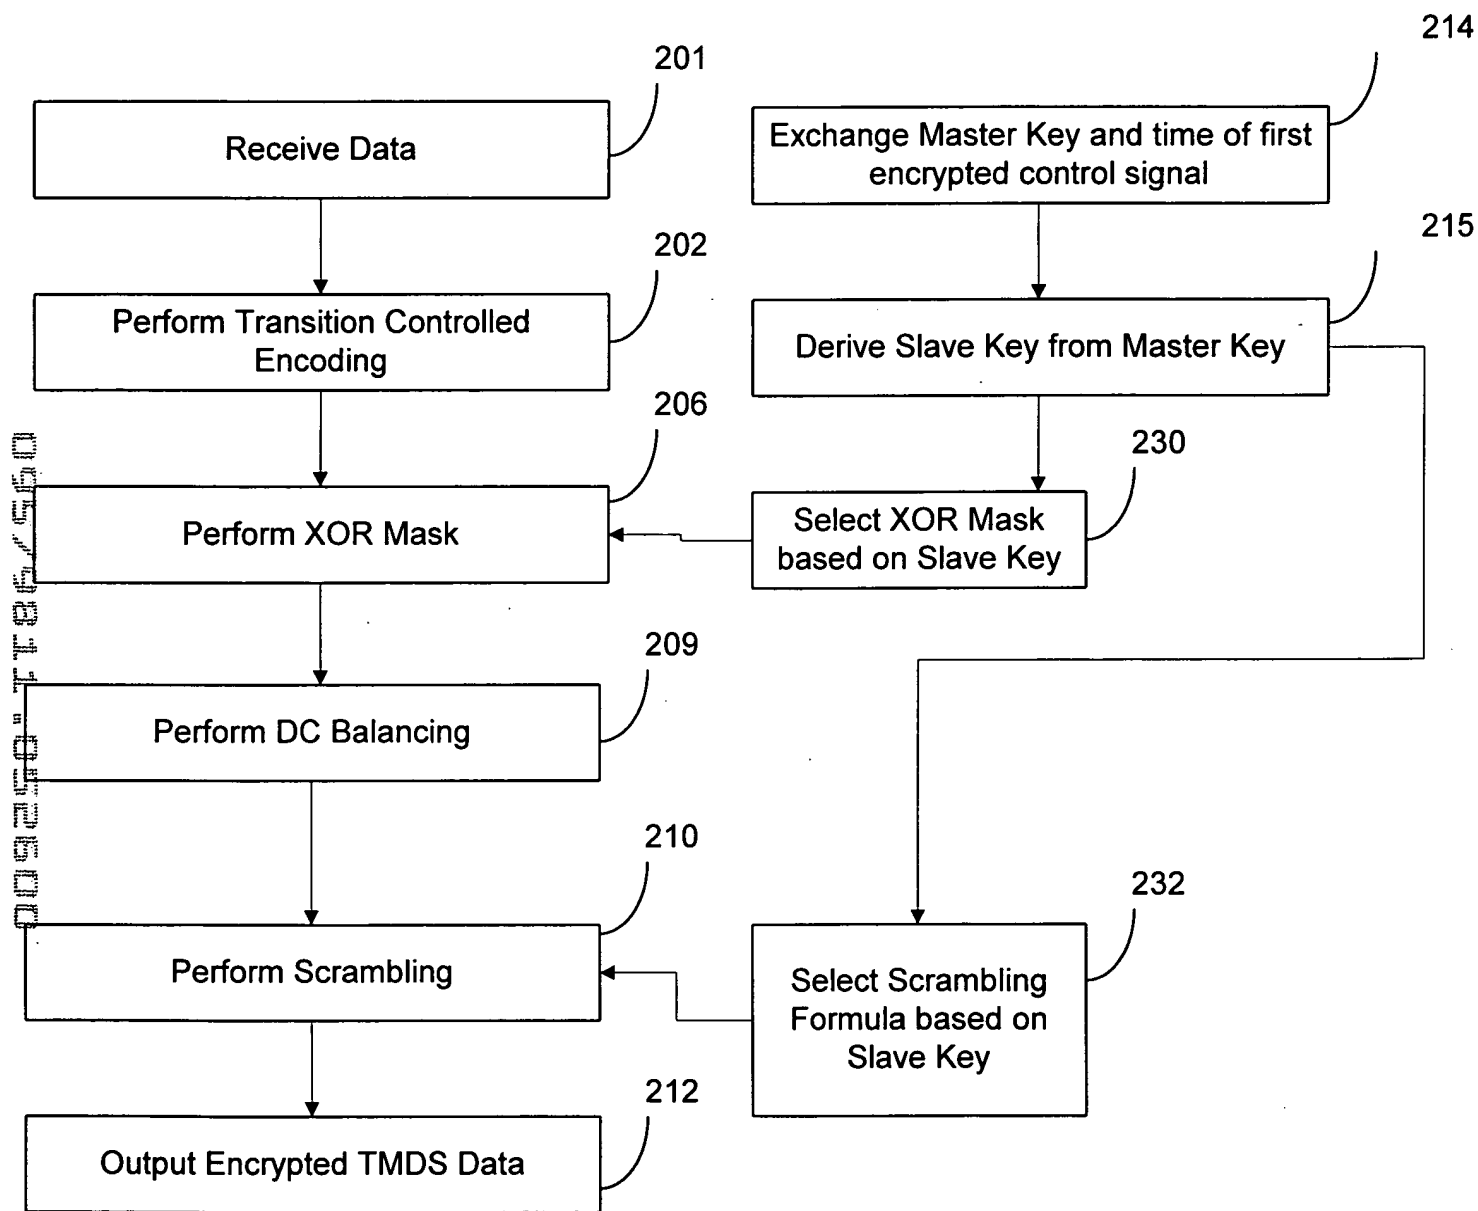 201
Receive Data
202
Perform Transition Controlled
Encoding
206
Perform XOR Mask
209
Perform DC Balancing
210
Perform Scrambling
212
Output Encrypted TMDS Data
214
Exchange Master Key and time of first
encrypted control signal
215
Derive Slave Key from Master Key
230
Select XOR Mask
based on Slave Key
232
Select Scrambling
Formula based on
Slave Key